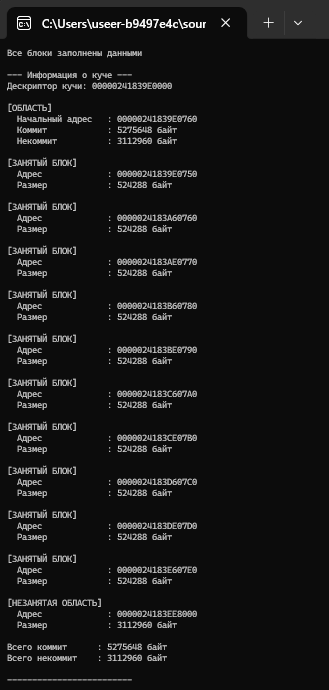 C:\Users\useer-b9497e4c\sour
Все блоки заполнены данными
--- Информация о куче ---
Дескриптор кучи: 00000241839E0000
[ОБЛАСТЬ]
Начальный адрес : 00000241839E0760
Коммит : 5275648 байт
Некоммит : 3112960 байт
[ЗАНЯТЫЙ БЛОК]
Адрес : 00000241839E0750
Размер : 524288 байт
[ЗАНЯТЫЙ БЛОК]
Адрес : 0000024183A60760
Размер : 524288 байт
[ЗАНЯТЫЙ БЛОК]
Адрес : 0000024183AE0770
Размер : 524288 байт
[ЗАНЯТЫЙ БЛОК]
Адрес : 0000024183B60780
Размер : 524288 байт
[ЗАНЯТЫЙ БЛОК]
Адрес : 0000024183BE0790
Размер : 524288 байт
[ЗАНЯТЫЙ БЛОК]
Адрес : 0000024183C607A0
Размер : 524288 байт
[ЗАНЯТЫЙ БЛОК]
Адрес : 0000024183CE07B0
Размер : 524288 байт
[ЗАНЯТЫЙ БЛОК]
Адрес : 0000024183D607C0
Размер : 524288 байт
[ЗАНЯТЫЙ БЛОК]
Адрес : 0000024183DE07D0
Размер : 524288 байт
[ЗАНЯТЫЙ БЛОК]
Адрес : 0000024183E607E0
Размер : 524288 байт
[НЕЗАНЯТАЯ ОБЛАСТЬ]
Адрес : 0000024183EE8000
Размер : 3112960 байт
Всего коммит : 5275648 байт
Всего некоммит : 3112960 байт
-------------------------